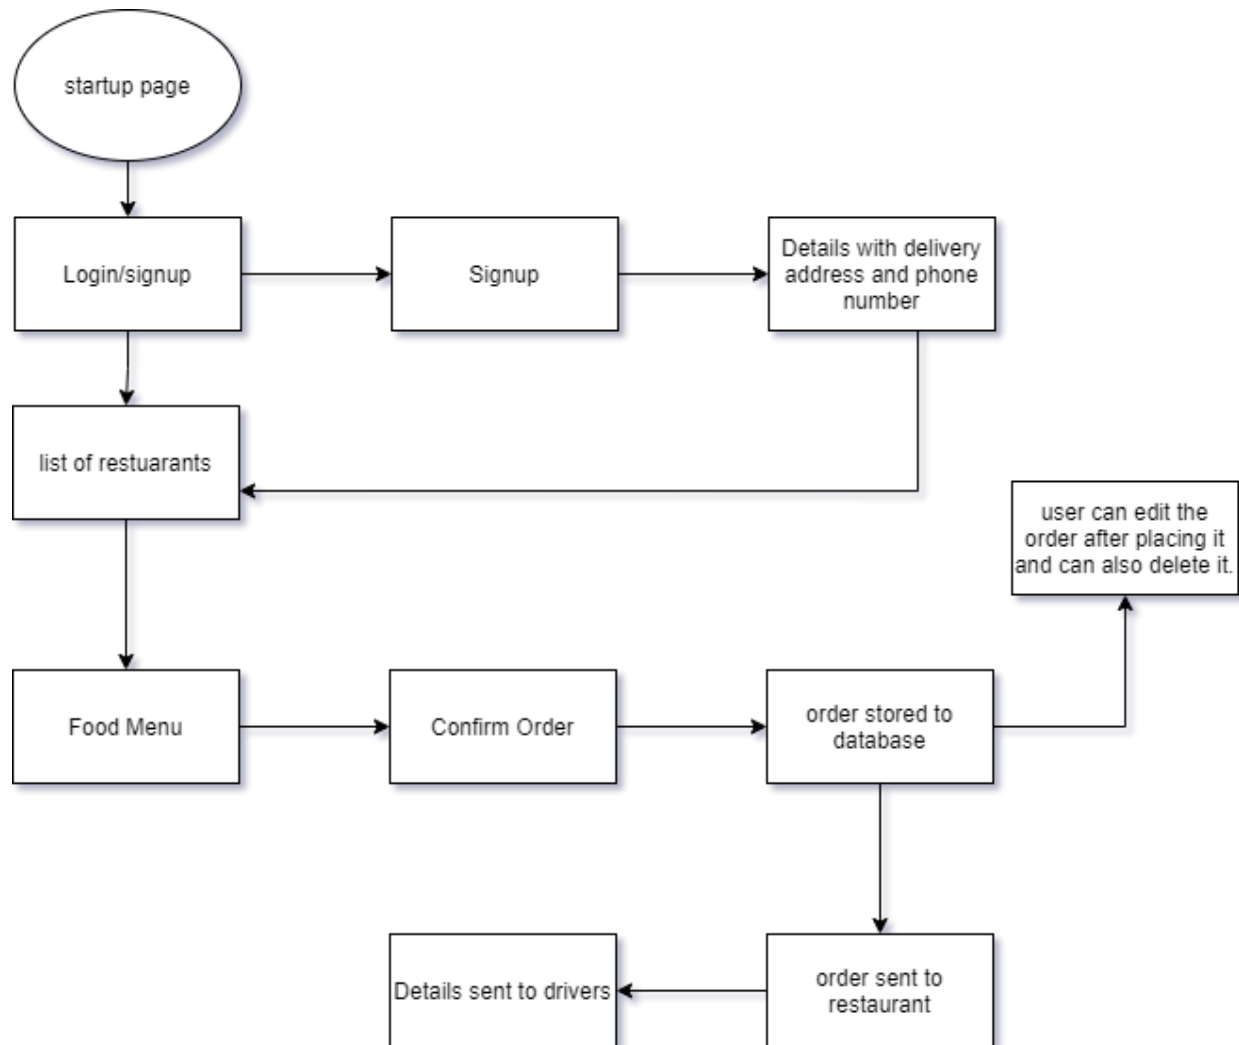 startup page
Login/signup
Signup
Details with delivery
address and phone
number
list of restuarants
user can edit the
order after placing it
and can also delete it.
Food Menu
Confirm Order
order stored to
database
Details sent to drivers
order sent to
restaurant